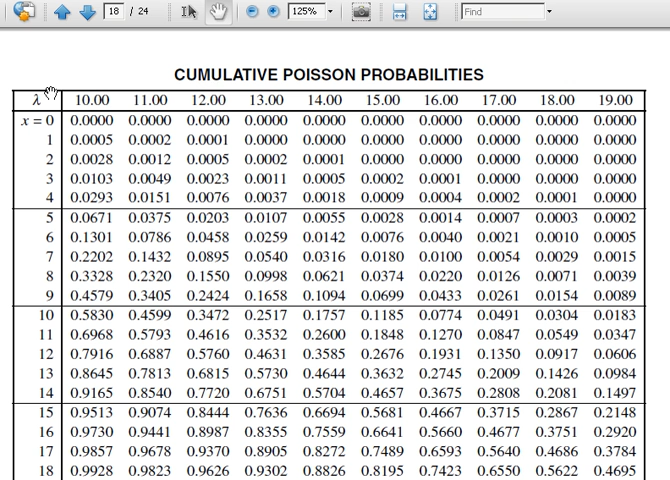 18 / 24 125% Find
CUMULATIVE POISSON PROBABILITIES
λ 10.00 11.00 12.00 13.00 14.00 15.00 16.00 17.00 18.00 19.00
x = 0 0.0000 0.0000 0.0000 0.0000 0.0000 0.0000 0.0000 0.0000 0.0000 0.0000
1 0.0005 0.0002 0.0001 0.0000 0.0000 0.0000 0.0000 0.0000 0.0000 0.0000
2 0.0028 0.0012 0.0005 0.0002 0.0001 0.0000 0.0000 0.0000 0.0000 0.0000
3 0.0103 0.0049 0.0023 0.0011 0.0005 0.0002 0.0001 0.0000 0.0000 0.0000
4 0.0293 0.0151 0.0076 0.0037 0.0018 0.0009 0.0004 0.0002 0.0001 0.0000
5 0.0671 0.0375 0.0203 0.0107 0.0055 0.0028 0.0014 0.0007 0.0003 0.0002
6 0.1301 0.0786 0.0458 0.0259 0.0142 0.0076 0.0040 0.0021 0.0010 0.0005
7 0.2202 0.1432 0.0895 0.0540 0.0316 0.0180 0.0100 0.0054 0.0029 0.0015
8 0.3328 0.2320 0.1550 0.0998 0.0621 0.0374 0.0220 0.0126 0.0071 0.0039
9 0.4579 0.3405 0.2424 0.1658 0.1094 0.0699 0.0433 0.0261 0.0154 0.0089
10 0.5830 0.4599 0.3472 0.2517 0.1757 0.1185 0.0774 0.0491 0.0304 0.0183
11 0.6968 0.5793 0.4616 0.3532 0.2600 0.1848 0.1270 0.0847 0.0549 0.0347
12 0.7916 0.6887 0.5760 0.4631 0.3585 0.2676 0.1931 0.1350 0.0917 0.0606
13 0.8645 0.7813 0.6815 0.5730 0.4644 0.3632 0.2745 0.2009 0.1426 0.0984
14 0.9165 0.8540 0.7720 0.6751 0.5704 0.4657 0.3675 0.2808 0.2081 0.1497
15 0.9513 0.9074 0.8444 0.7636 0.6694 0.5681 0.4667 0.3715 0.2867 0.2148
16 0.9730 0.9441 0.8987 0.8355 0.7559 0.6641 0.5660 0.4677 0.3751 0.2920
17 0.9857 0.9678 0.9370 0.8905 0.8272 0.7489 0.6593 0.5640 0.4686 0.3784
18 0.9928 0.9823 0.9626 0.9302 0.8826 0.8195 0.7423 0.6550 0.5622 0.4695